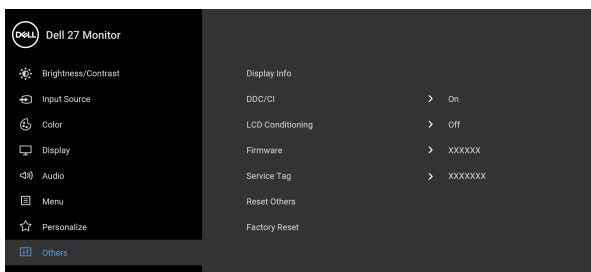 DELL Dell 27 Monitor
Brightness/Contrast
Input Source
Color
Display
Audio
Menu
Personalize
Others
Display Info
DDC/CI On
LCD Conditioning Off
Firmware XXXXXX
Service Tag XXXXXXX
Reset Others
Factory Reset